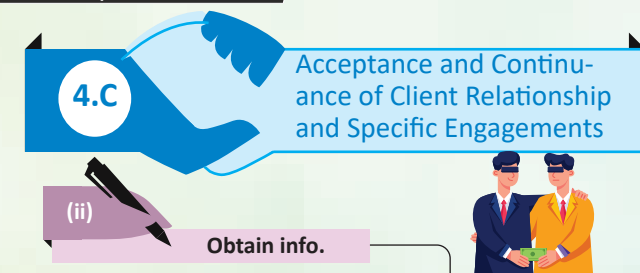 4.C
Acceptance and Continu-
ance of Client Relationship
and Specific Engagements
(ii)
Obtain info.